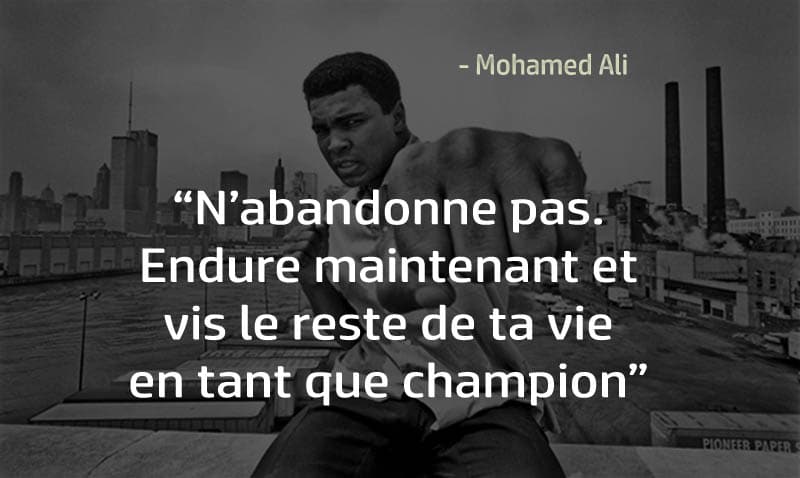 - Mohamed Ali
“N’abandonne pas.
Endure maintenant et
vis le reste de ta vie
en tant que champion”
PIONEER PAPER